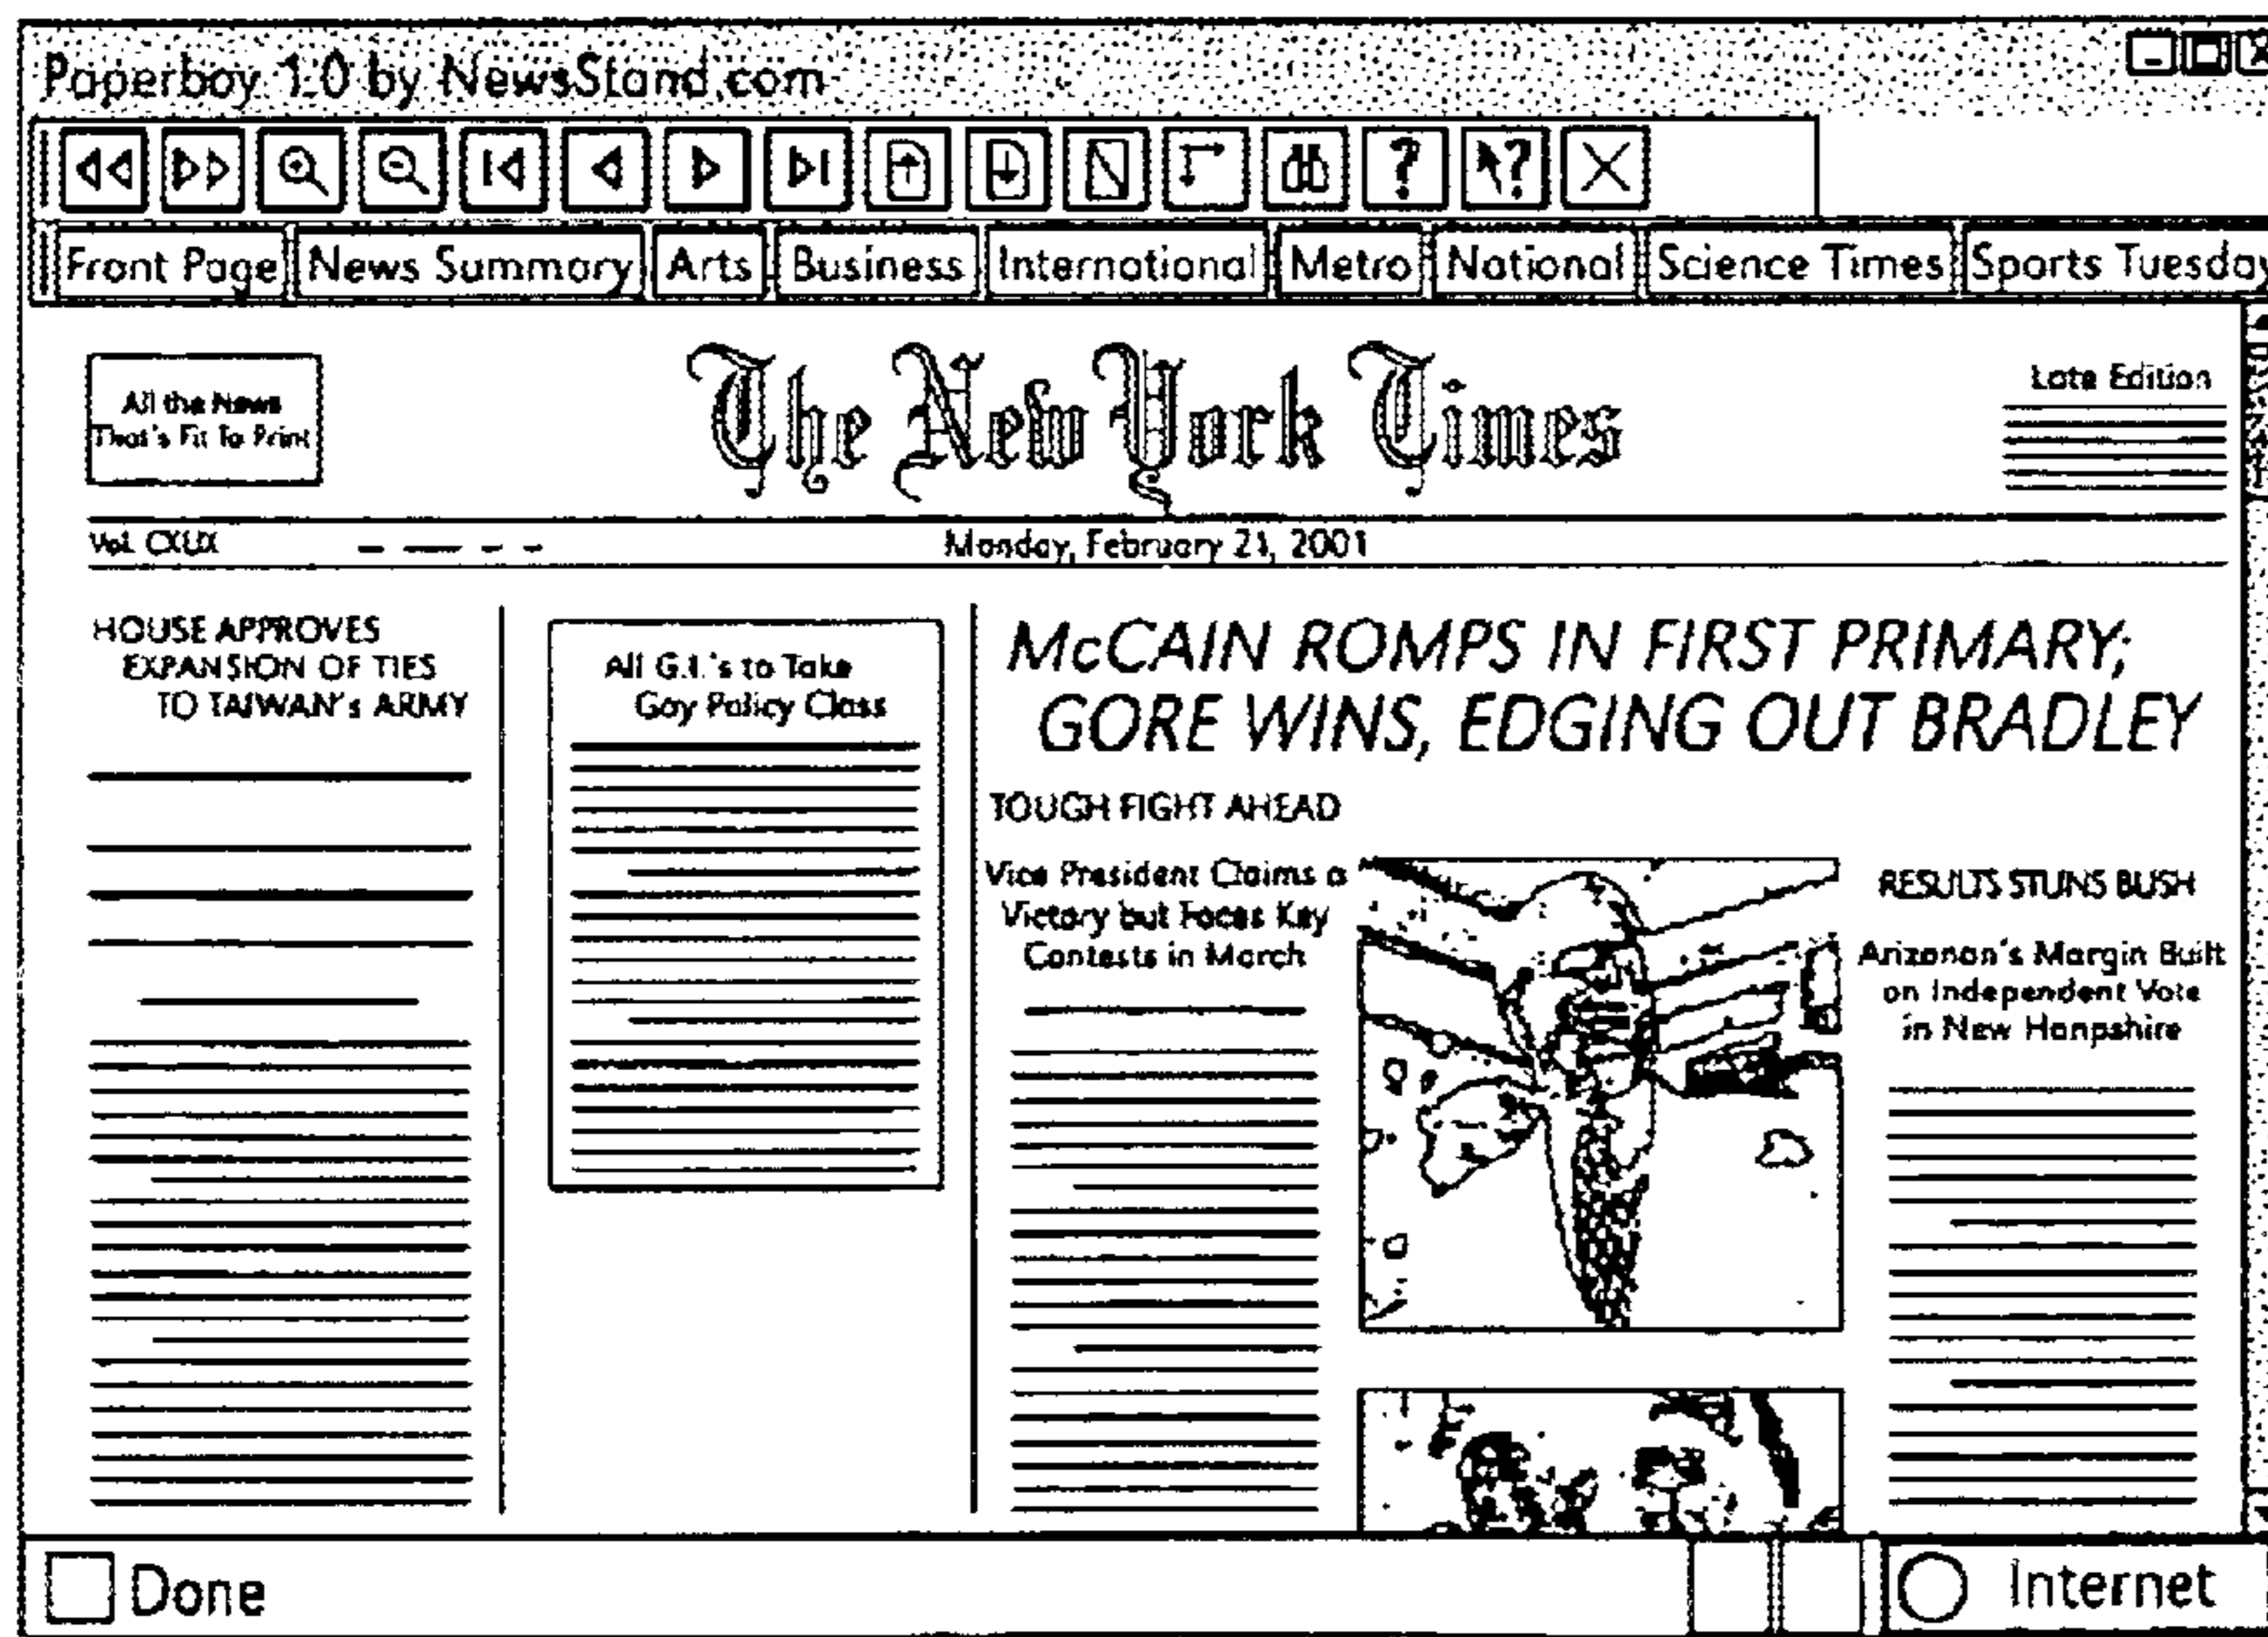 Paperboy 1.0 by NewsStand.com
Front Page News Summary Arts Business International Metro National Science Times Sports Tuesday
All the News
That's Fit To Print
The New York Times
Late Edition
Vol. CXLIX
Monday, February 21, 2001
HOUSE APPROVES
EXPANSION OF TIES
TO TAIWAN's ARMY
All G.I.'s to Take
Gay Policy Class
McCAIN ROMPS IN FIRST PRIMARY;
GORE WINS, EDGING OUT BRADLEY
TOUGH FIGHT AHEAD
Vice President Claims a
Victory but Faces Key
Contests in March
RESULTS STUNS BUSH
Arizonan's Margin Built
on Independent Vote
in New Hanpshire
Done
Internet